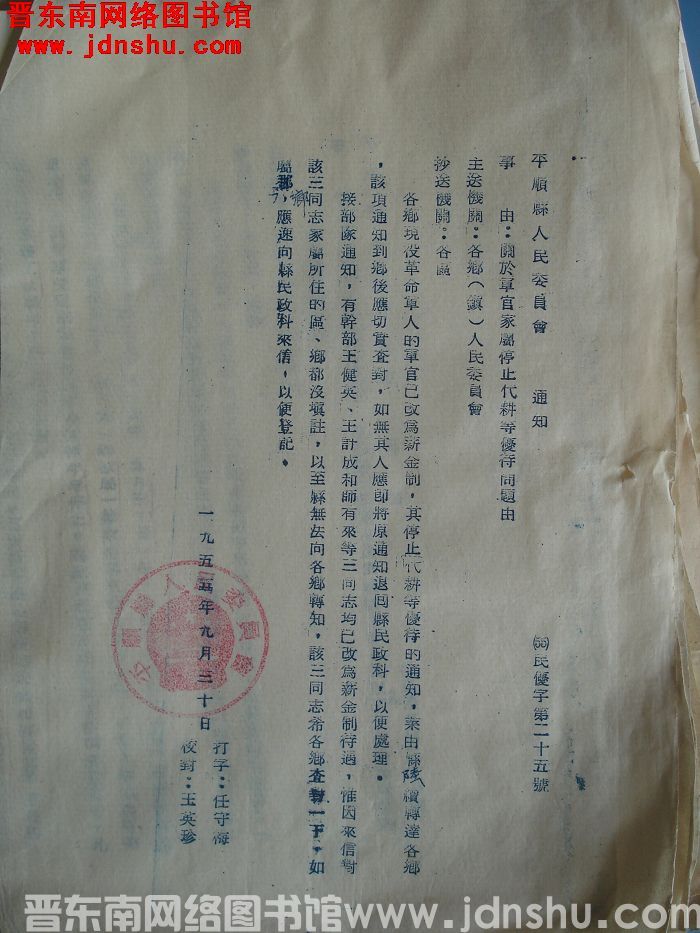 晋东南网络图书馆
www.jdnshu.com
平順縣人民委員會　通知　(55)民優字第二十五號
事　由：關於軍官家屬停止代耕等優待問題由
主送機關：各鄉（鎮）人民委員會
抄送機關：各區
各鄉現役革命軍人的軍官已改為薪金制，其停止代耕等優待的通知，業由縣陸續轉達各鄉
，該項通知到鄉後應切實查對，如無其人應即將原通知退囘縣民政科，以便處理。
接部隊通知，有幹部王健英、王計成和師有來等三同志均已改為薪金制待遇，惟因來信對
該三同志家屬所住的區、鄉都沒填註，以至縣無法向各鄉轉知，該三同志希各鄉查對一下，如
屬鄉，應速向縣民政科來信，以便登記。
一九五五年九月三十日
平順縣人民委員會
打字：任守梅
校對：王英珍
晋东南网络图书馆 www.jdnshu.com